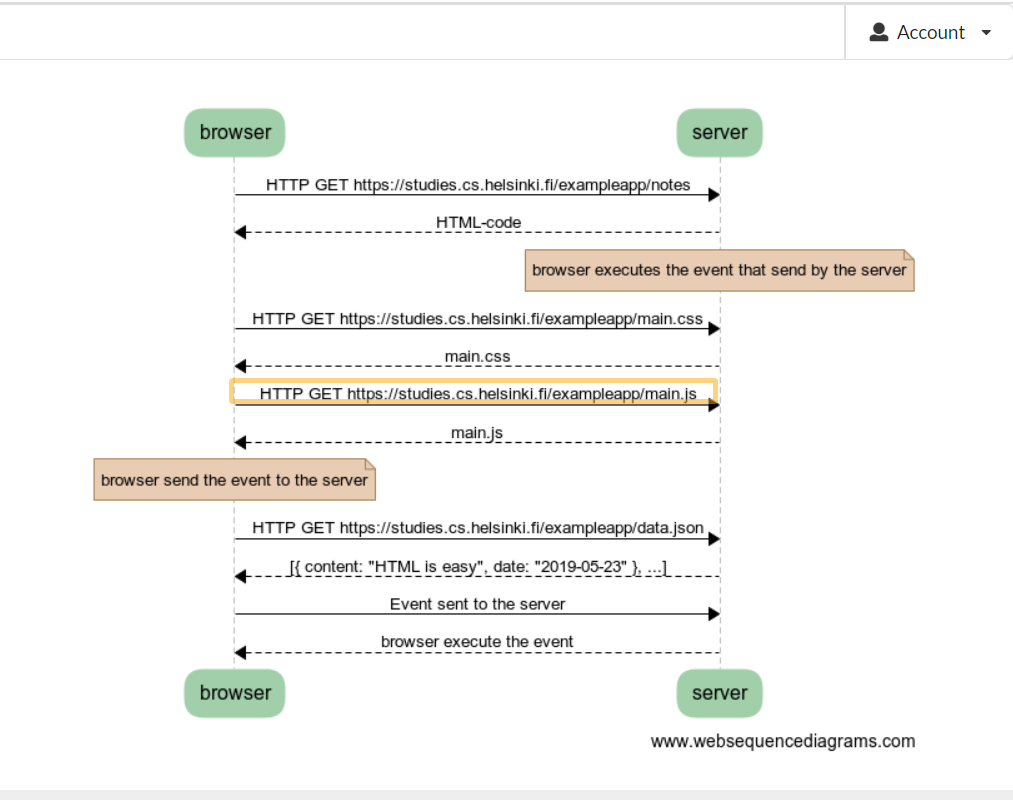 Account
browser
server
HTTP GET https://studies.cs.helsinki.fi/exampleapp/notes
HTML-code
browser executes the event that send by the server
HTTP GET https://studies.cs.helsinki.fi/exampleapp/main.css
main.css
HTTP GET https://studies.cs.helsinki.fi/exampleapp/main.js
main.js
browser send the event to the server
HTTP GET https://studies.cs.helsinki.fi/exampleapp/data.json
[{ content: "HTML is easy", date: "2019-05-23" }, ...]
Event sent to the server
browser execute the event
browser
server
www.websequencediagrams.com